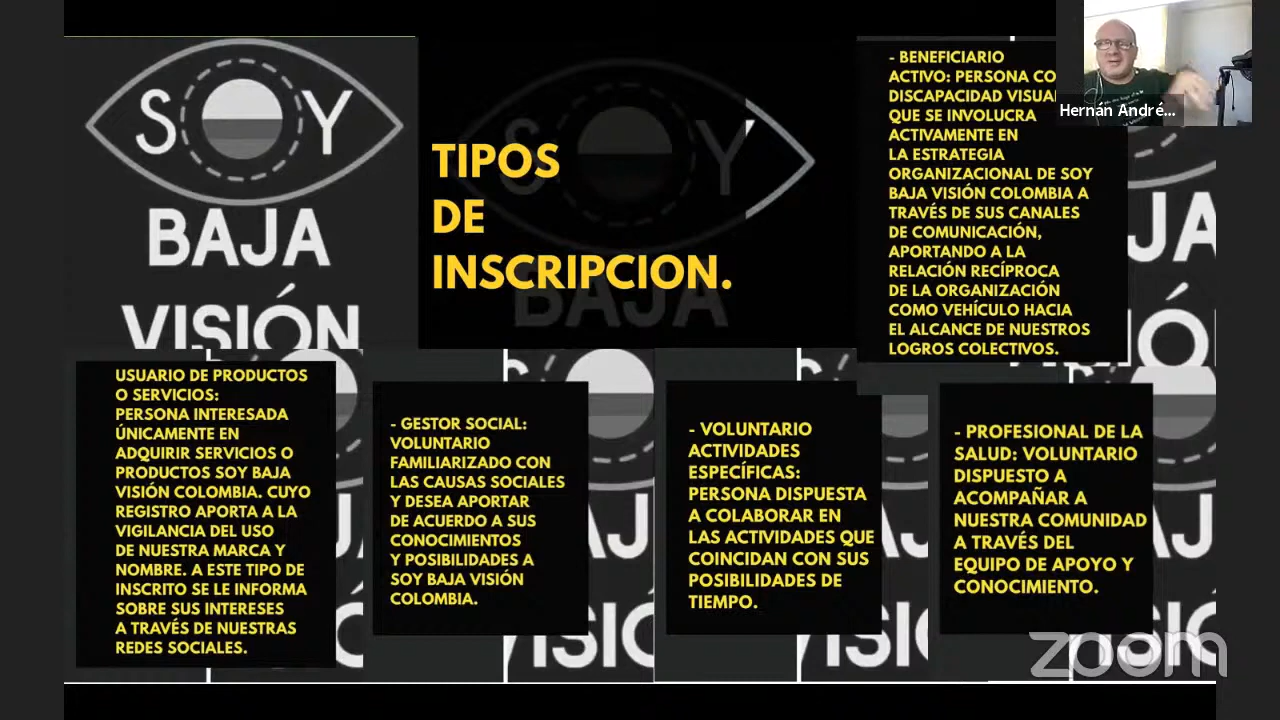 SOY
BAJA
VISIÓN
TIPOS
DE
INSCRIPCION.
SOY
BAJA
- BENEFICIARIO
ACTIVO: PERSONA CO
DISCAPACIDAD VISUA
QUE SE INVOLUCRA
ACTIVAMENTE EN
LA ESTRATEGIA
ORGANIZACIONAL DE SOY
BAJA VISIÓN COLOMBIA A
TRAVÉS DE SUS CANALES
DE COMUNICACIÓN,
APORTANDO A LA
RELACIÓN RECÍPROCA
DE LA ORGANIZACIÓN
COMO VEHÍCULO HACIA
EL ALCANCE DE NUESTROS
LOGROS COLECTIVOS.
Hernán André...
USUARIO DE PRODUCTOS
O SERVICIOS:
PERSONA INTERESADA
ÚNICAMENTE EN
ADQUIRIR SERVICIOS O
PRODUCTOS SOY BAJA
VISIÓN COLOMBIA. CUYO
REGISTRO APORTA A LA
VIGILANCIA DEL USO
DE NUESTRA MARCA Y
NOMBRE. A ESTE TIPO DE
INSCRITO SE LE INFORMA
SOBRE SUS INTERESES
A TRAVÉS DE NUESTRAS
REDES SOCIALES.
- GESTOR SOCIAL:
VOLUNTARIO
FAMILIARIZADO CON
LAS CAUSAS SOCIALES
Y DESEA APORTAR
DE ACUERDO A SUS
CONOCIMIENTOS
Y POSIBILIDADES A
SOY BAJA VISIÓN
COLOMBIA.
- VOLUNTARIO
ACTIVIDADES
ESPECÍFICAS:
PERSONA DISPUESTA
A COLABORAR EN
LAS ACTIVIDADES QUE
COINCIDAN CON SUS
POSIBILIDADES DE
TIEMPO.
- PROFESIONAL DE LA
SALUD: VOLUNTARIO
DISPUESTO A
ACOMPAÑAR A
NUESTRA COMUNIDAD
A TRAVÉS DEL
EQUIPO DE APOYO Y
CONOCIMIENTO.
zoom